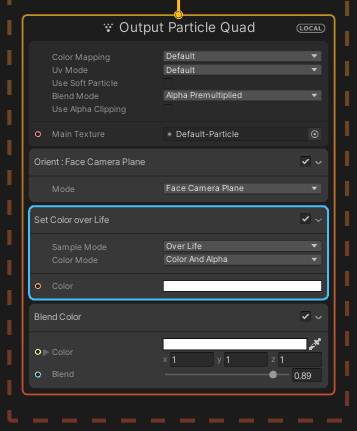 Output Particle Quad LOCAL
Color Mapping Default
Uv Mode Default
Use Soft Particle
Blend Mode Alpha Premultiplied
Use Alpha Clipping
Main Texture Default-Particle
Orient : Face Camera Plane
Mode Face Camera Plane
Set Color over Life
Sample Mode Over Life
Color Mode Color And Alpha
Color
Blend Color
Color
x 1 y 1 z 1
Blend 0.89